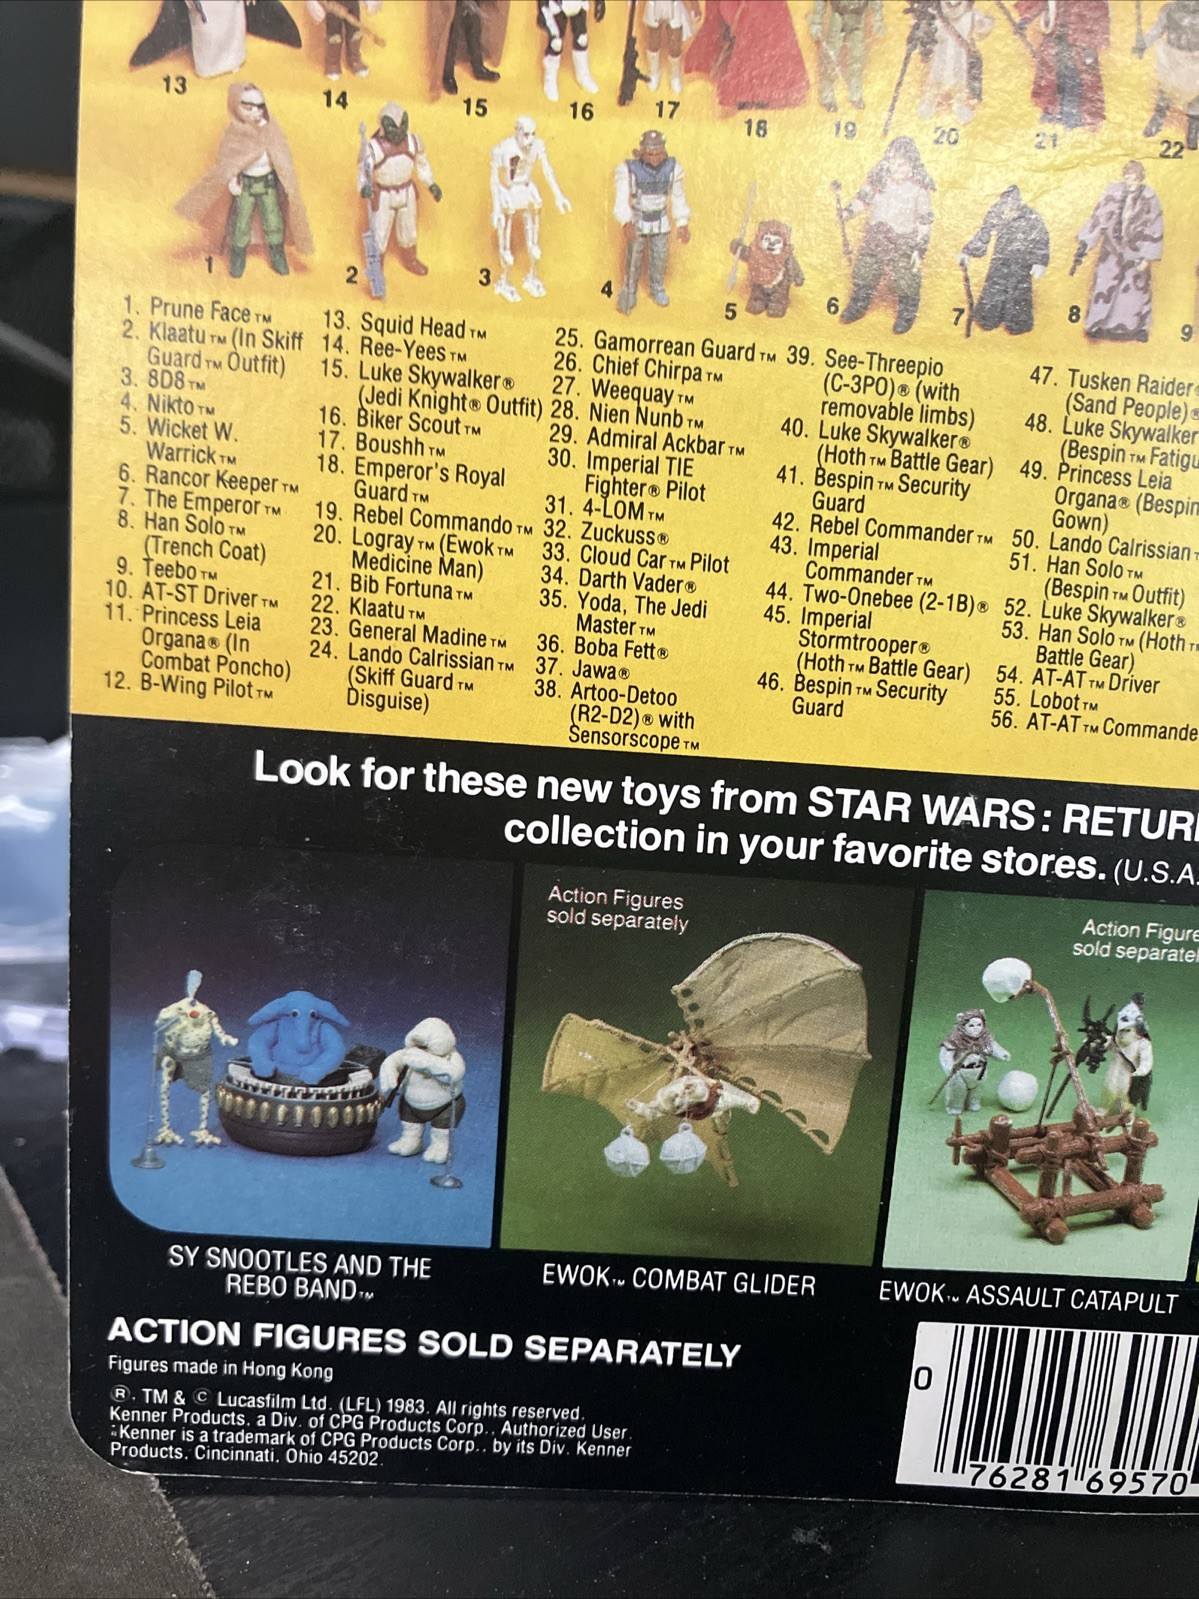 13
14
15
16
17
18
19
20
21
22
1
2
3
4
5
6
7
8
9
1. Prune Face™
2. Klaatu™ (In Skiff
Guard™ Outfit)
3. 8D8™
4. Nikto™
5. Wicket W.
Warrick™
6. Rancor Keeper™
7. The Emperor™
8. Han Solo™
(Trench Coat)
9. Teebo™
10. AT-ST Driver™
11. Princess Leia
Organa® (In
Combat Poncho)
12. B-Wing Pilot™
13. Squid Head™
14. Ree-Yees™
15. Luke Skywalker®
(Jedi Knight® Outfit)
16. Biker Scout™
17. Boushh™
18. Emperor's Royal
Guard™
19. Rebel Commando™
20. Logray™ (Ewok™
Medicine Man)
21. Bib Fortuna™
22. Klaatu™
23. General Madine™
24. Lando Calrissian™
(Skiff Guard™
Disguise)
25. Gamorrean Guard™
26. Chief Chirpa™
27. Weequay™
28. Nien Nunb™
29. Admiral Ackbar™
30. Imperial TIE
Fighter® Pilot
31. 4-LOM™
32. Zuckuss®
33. Cloud Car™ Pilot
34. Darth Vader®
35. Yoda, The Jedi
Master™
36. Boba Fett®
37. Jawa®
38. Artoo-Detoo
(R2-D2)® with
Sensorscope™
39. See-Threepio
(C-3PO)® (with
removable limbs)
40. Luke Skywalker®
(Hoth™ Battle Gear)
41. Bespin™ Security
Guard
42. Rebel Commander™
43. Imperial
Commander™
44. Two-Onebee (2-1B)®
45. Imperial
Stormtrooper®
(Hoth™ Battle Gear)
46. Bespin™ Security
Guard
47. Tusken Raider®
(Sand People)®
48. Luke Skywalker
(Bespin™ Fatigu
49. Princess Leia
Organa® (Bespin
Gown)
50. Lando Calrissian™
51. Han Solo™
(Bespin™ Outfit)
52. Luke Skywalker®
53. Han Solo™ (Hoth™
Battle Gear)
54. AT-AT™ Driver
55. Lobot™
56. AT-AT™ Commande
Look for these new toys from STAR WARS: RETUR
collection in your favorite stores. (U.S.A.
Action Figures
sold separately
Action Figure
sold separatel
SY SNOOTLES AND THE
REBO BAND™
EWOK™ COMBAT GLIDER
EWOK™ ASSAULT CATAPULT
ACTION FIGURES SOLD SEPARATELY
Figures made in Hong Kong
®, TM & © Lucasfilm Ltd. (LFL) 1983. All rights reserved.
Kenner Products, a Div. of CPG Products Corp., Authorized User.
Kenner is a trademark of CPG Products Corp., by its Div. Kenner
Products, Cincinnati, Ohio 45202.
0 76281 69570